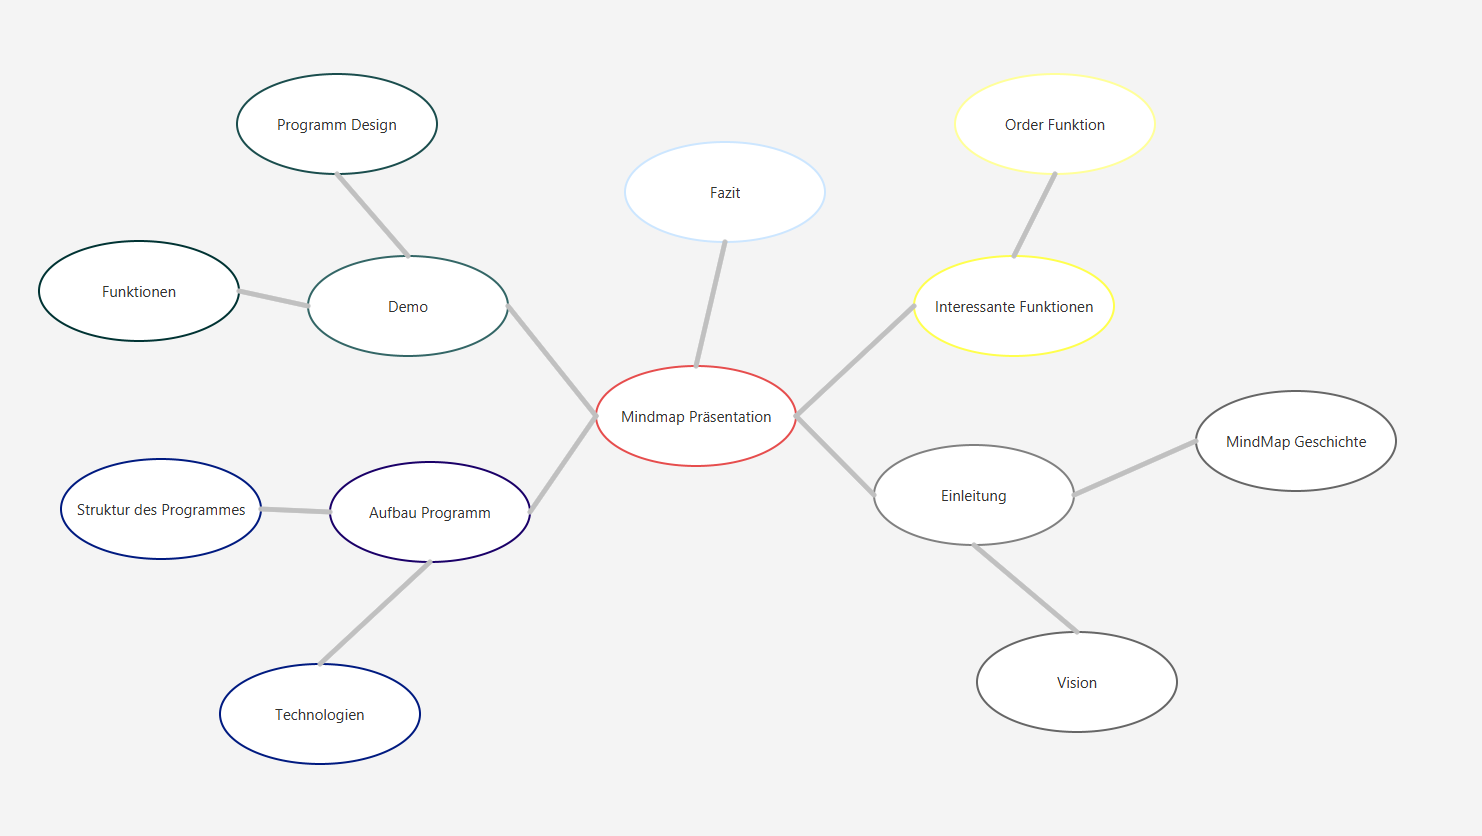 Programm Design
Order Funktion
Fazit
Funktionen
Demo
Interessante Funktionen
Mindmap Präsentation
MindMap Geschichte
Einleitung
Struktur des Programmes
Aufbau Programm
Vision
Technologien